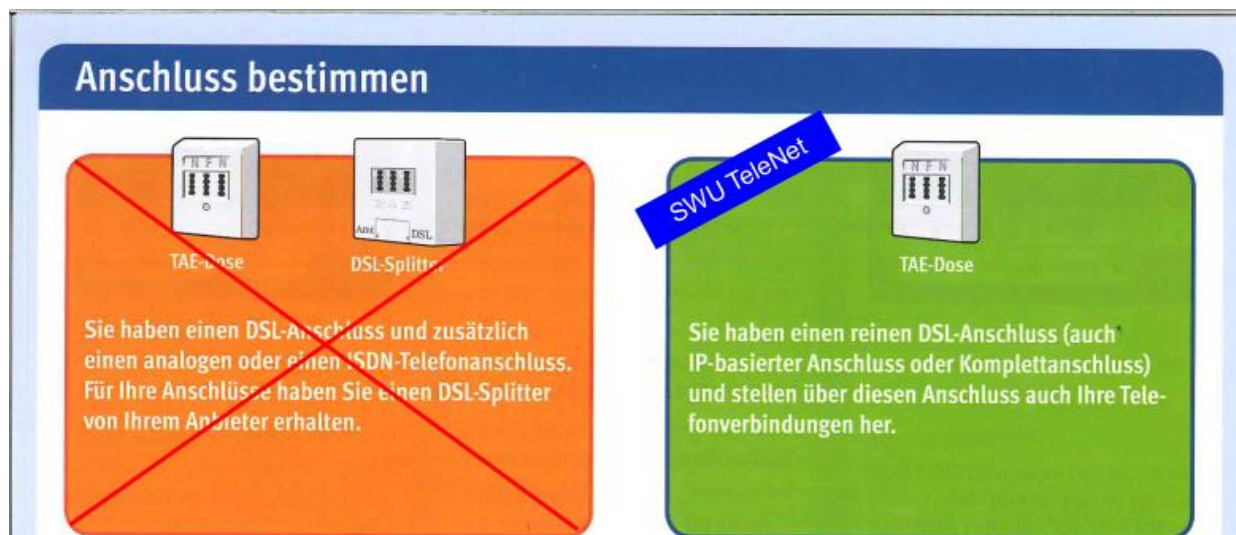 Anschluss bestimmen
N F N
TAE-Dose
Amt
DSL
DSL-Splitter
Sie haben einen DSL-Anschluss und zusätzlich
einen analogen oder einen ISDN-Telefonanschluss.
Für Ihre Anschlüsse haben Sie einen DSL-Splitter
von Ihrem Anbieter erhalten.
SWU TeleNet
N F N
TAE-Dose
Sie haben einen reinen DSL-Anschluss (auch
IP-basierter Anschluss oder Komplettanschluss)
und stellen über diesen Anschluss auch Ihre Tele-
fonverbindungen her.